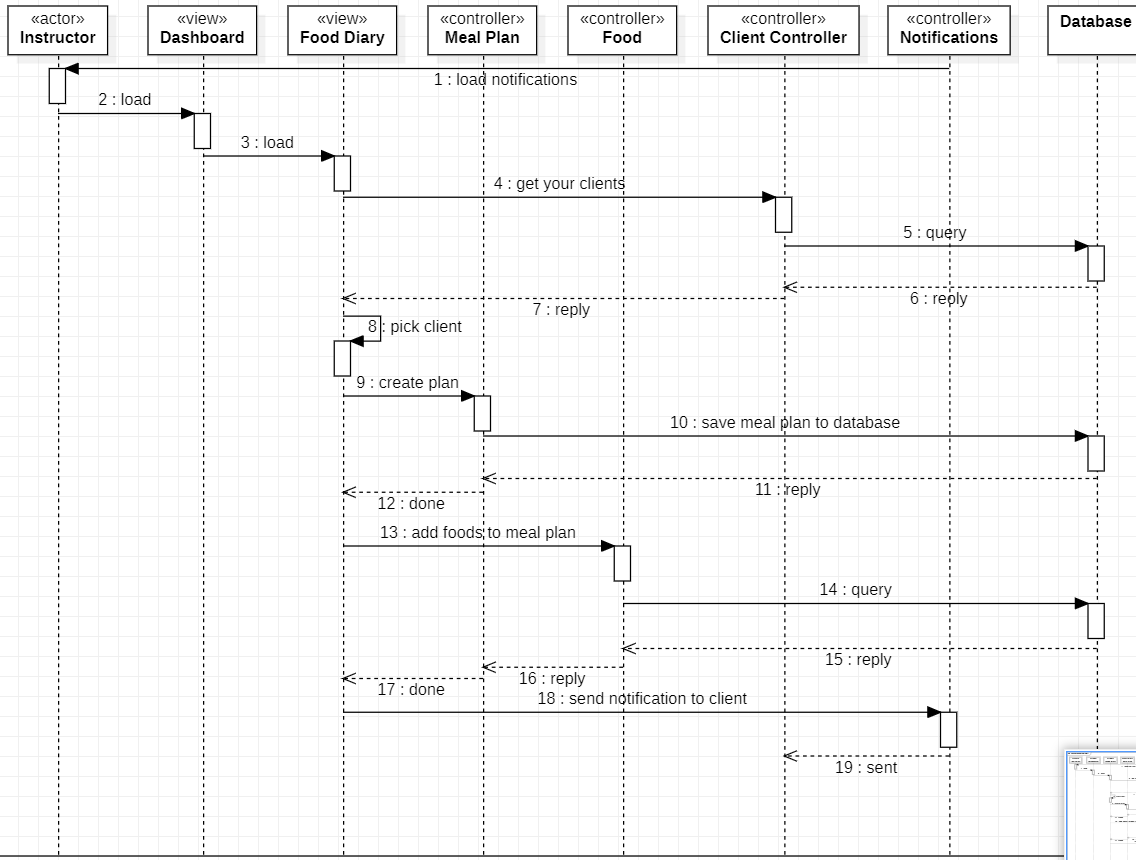 «actor»
Instructor
«view»
Dashboard
«view»
Food Diary
«controller»
Meal Plan
«controller»
Food
«controller»
Client Controller
«controller»
Notifications
Database
1 : load notifications
2 : load
3 : load
4 : get your clients
5 : query
6 : reply
7 : reply
8 : pick client
9 : create plan
10 : save meal plan to database
11 : reply
12 : done
13 : add foods to meal plan
14 : query
15 : reply
16 : reply
17 : done
18 : send notification to client
19 : sent